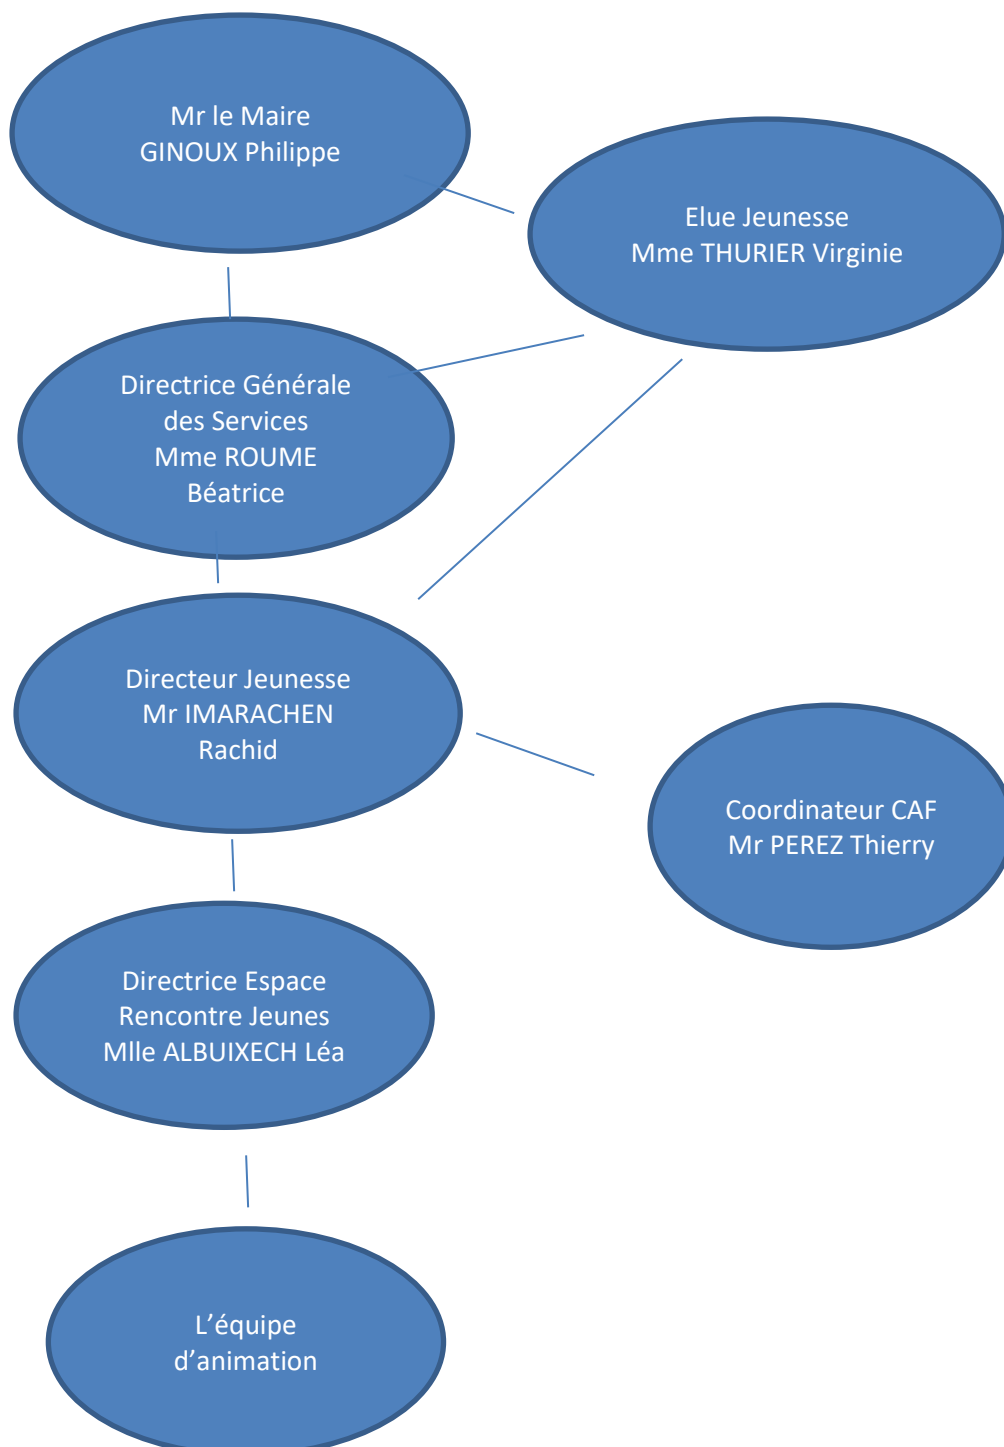 Mr le Maire
GINOUX Philippe
Elue Jeunesse
Mme THURIER Virginie
Directrice Générale
des Services
Mme ROUME
Béatrice
Directeur Jeunesse
Mr IMARACHEN
Rachid
Coordinateur CAF
Mr PEREZ Thierry
Directrice Espace
Rencontre Jeunes
Mlle ALBUIXECH Léa
L’équipe
d’animation